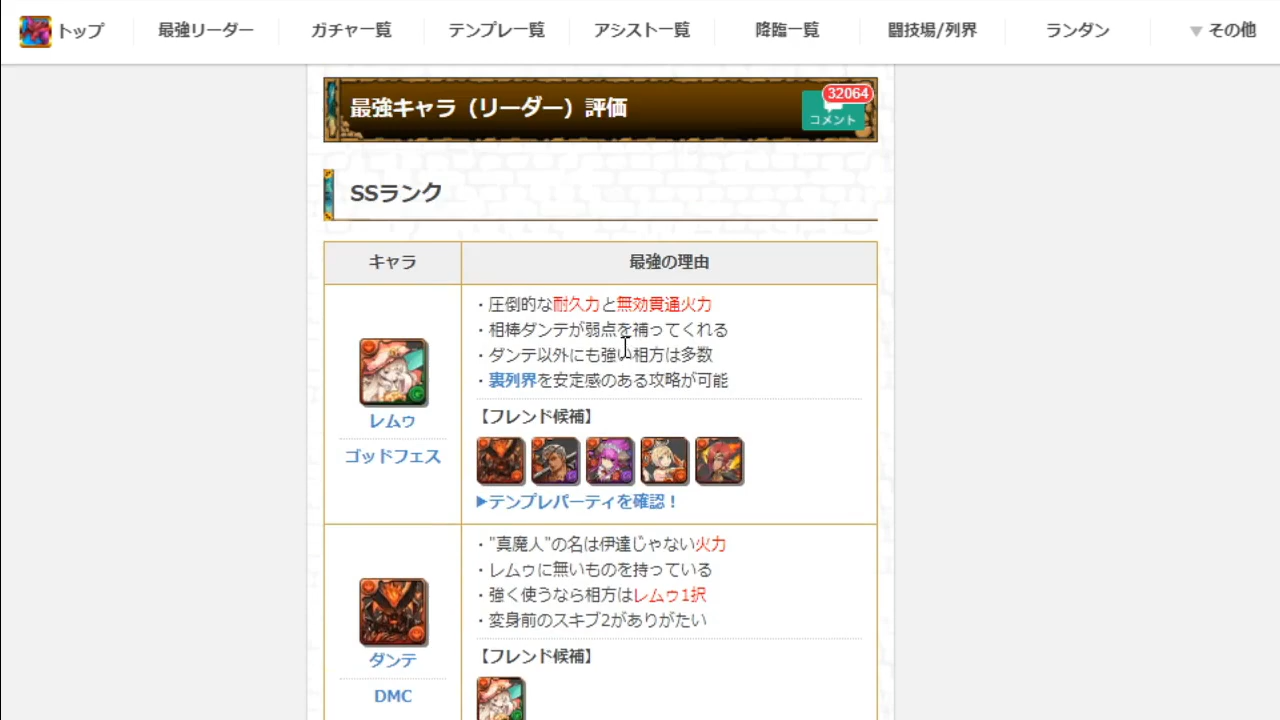 トップ
最強リーダー
ガチャ一覧
テンプレ一覧
アシスト一覧
降臨一覧
闘技場/列界
ランダン
▼その他
最強キャラ（リーダー）評価
32064
コメント
SSランク
キャラ
最強の理由
・圧倒的な耐久力と無効貫通火力
・相棒ダンテが弱点を補ってくれる
・ダンテ以外にも強い相方は多数
・裏列界を安定感のある攻略が可能
レムゥ
ゴッドフェス
【フレンド候補】
▶テンプレパーティを確認！
・"真魔人"の名は伊達じゃない火力
・レムゥに無いものを持っている
・強く使うなら相方はレムゥ1択
・変身前のスキブ2がありがたい
ダンテ
DMC
【フレンド候補】